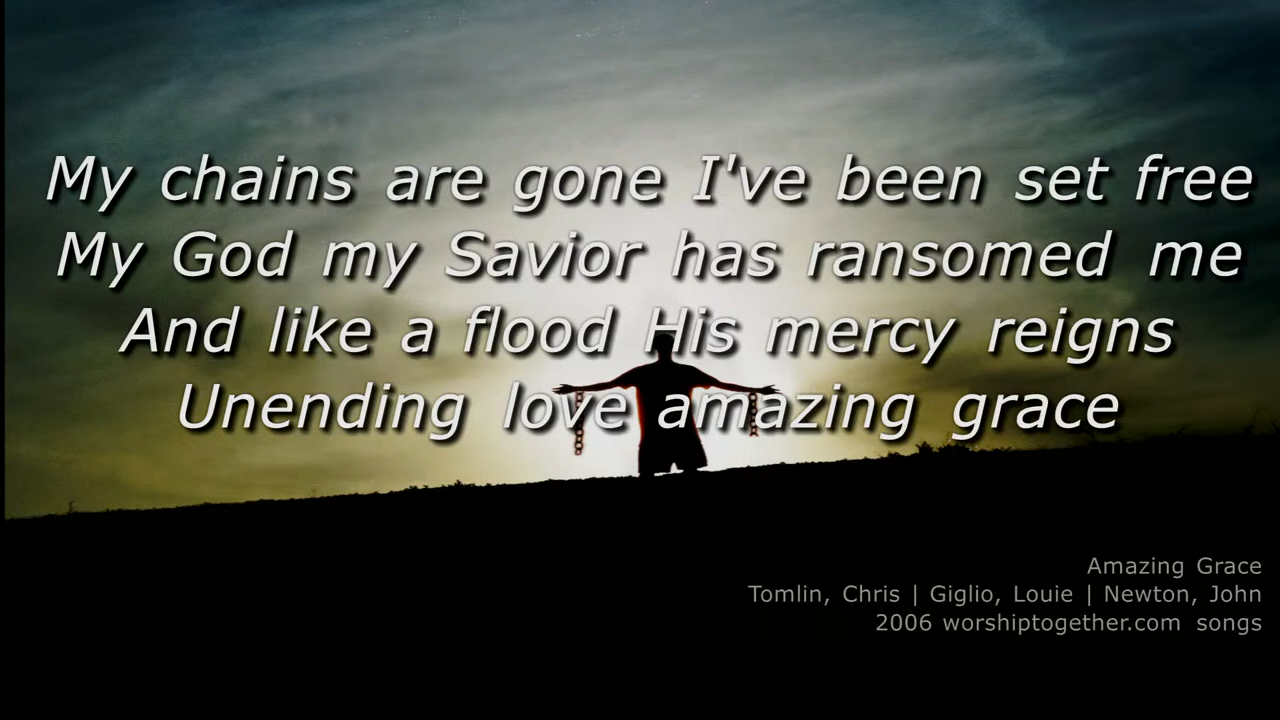 My chains are gone I've been set free
My God my Savior has ransomed me
And like a flood His mercy reigns
Unending love amazing grace
Amazing Grace
Tomlin, Chris | Giglio, Louie | Newton, John
2006 worshiptogether.com songs